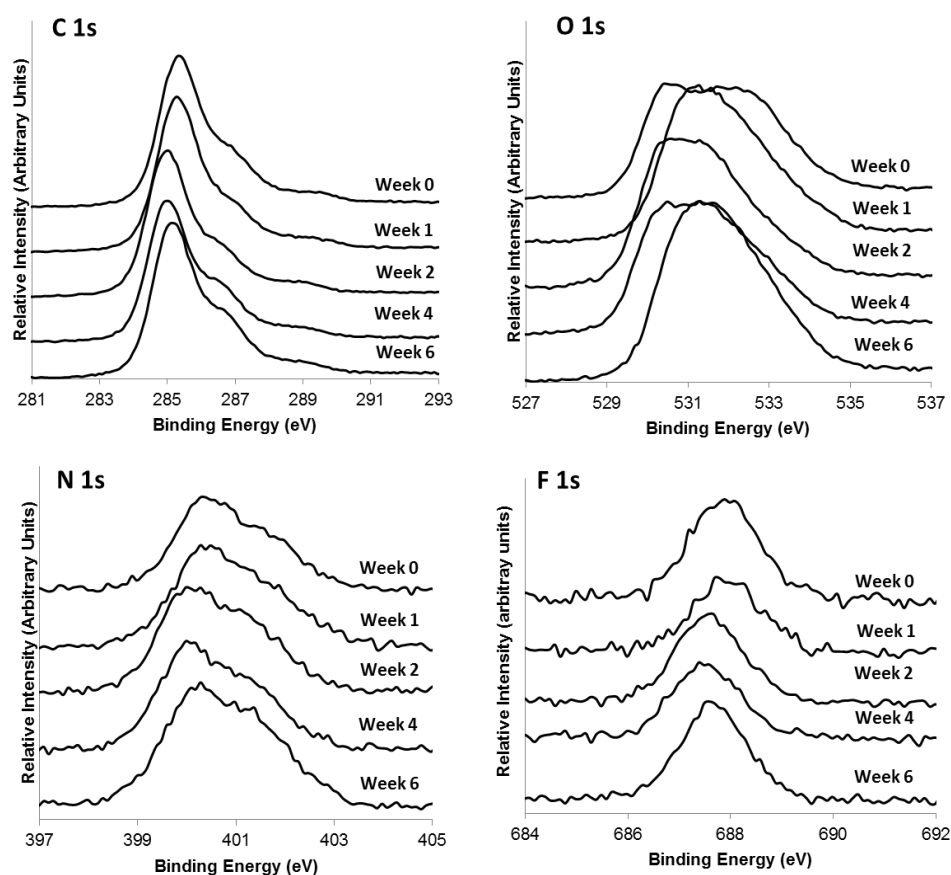 C 1s
Relative Intensity (Arbitrary Units)
Week 0
Week 1
Week 2
Week 4
Week 6
281 283 285 287 289 291 293
Binding Energy (eV)
O 1s
Relative Intensity (Arbitrary Units)
Week 0
Week 1
Week 2
Week 4
Week 6
527 529 531 533 535 537
Binding Energy (eV)
N 1s
Relative Intensity (Arbitrary Units)
Week 0
Week 1
Week 2
Week 4
Week 6
397 399 401 403 405
Binding Energy (eV)
F 1s
Relative Intensity (arbitray units)
Week 0
Week 1
Week 2
Week 4
Week 6
684 686 688 690 692
Binding Energy (eV)